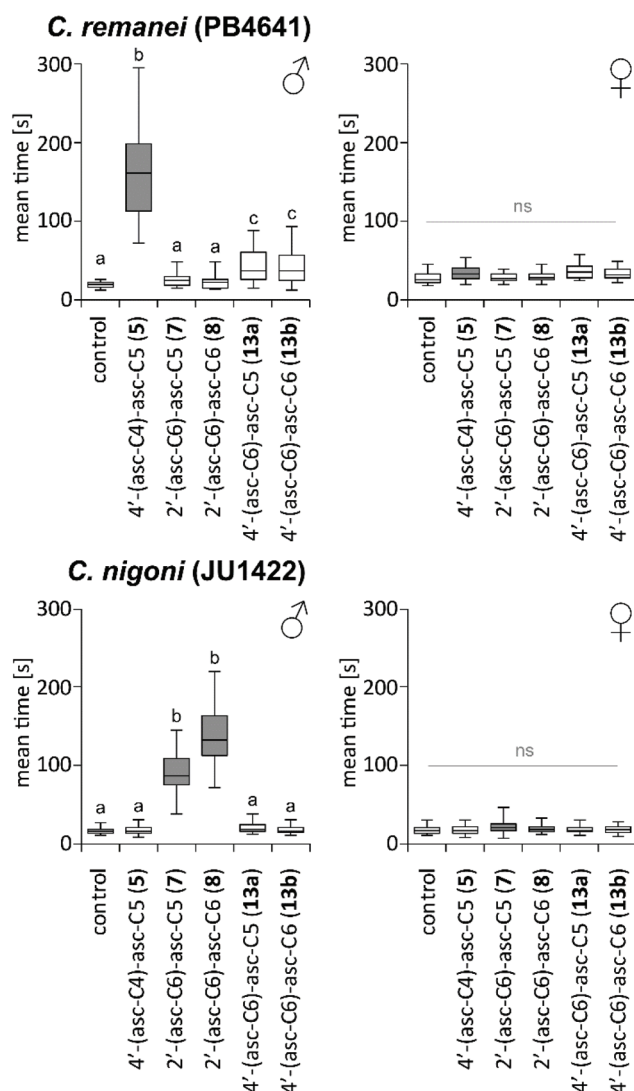 C. remanei (PB4641)
mean time [s]
300
200
100
0
a
b
a
a
c
c
♂
control
4′-(asc-C4)-asc-C5 (5)
2′-(asc-C6)-asc-C5 (7)
2′-(asc-C6)-asc-C6 (8)
4′-(asc-C6)-asc-C5 (13a)
4′-(asc-C6)-asc-C6 (13b)
mean time [s]
300
200
100
0
ns
♀
control
4′-(asc-C4)-asc-C5 (5)
2′-(asc-C6)-asc-C5 (7)
2′-(asc-C6)-asc-C6 (8)
4′-(asc-C6)-asc-C5 (13a)
4′-(asc-C6)-asc-C6 (13b)
C. nigoni (JU1422)
mean time [s]
300
200
100
0
a
a
b
b
a
a
♂
control
4′-(asc-C4)-asc-C5 (5)
2′-(asc-C6)-asc-C5 (7)
2′-(asc-C6)-asc-C6 (8)
4′-(asc-C6)-asc-C5 (13a)
4′-(asc-C6)-asc-C6 (13b)
mean time [s]
300
200
100
0
ns
♀
control
4′-(asc-C4)-asc-C5 (5)
2′-(asc-C6)-asc-C5 (7)
2′-(asc-C6)-asc-C6 (8)
4′-(asc-C6)-asc-C5 (13a)
4′-(asc-C6)-asc-C6 (13b)